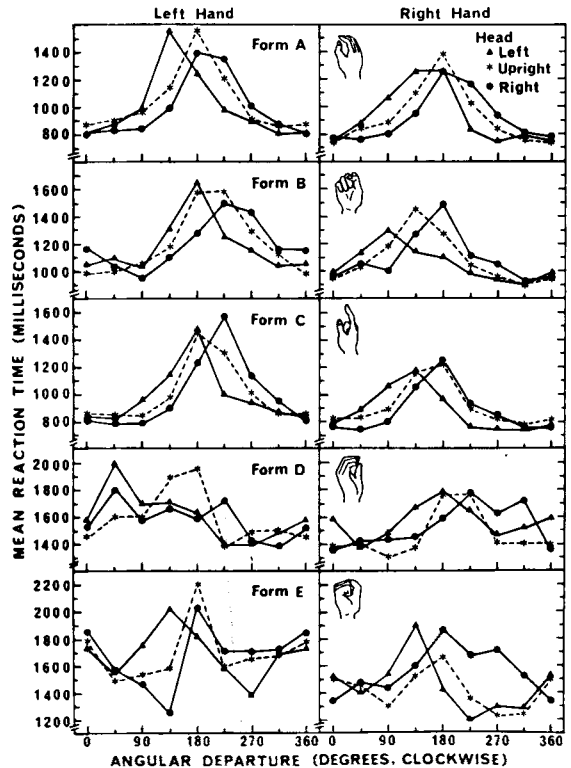 Left Hand
Right Hand
Form A
1400
1200
1000
800
Head
Left
Upright
Right
Form B
1600
1400
1200
1000
Form C
1600
1400
1200
1000
800
Form D
2000
1800
1600
1400
Form E
2200
2000
1800
1600
1400
1200
MEAN REACTION TIME (MILLISECONDS)
0 90 180 270 360
0 90 180 270 360
ANGULAR DEPARTURE (DEGREES, CLOCKWISE)